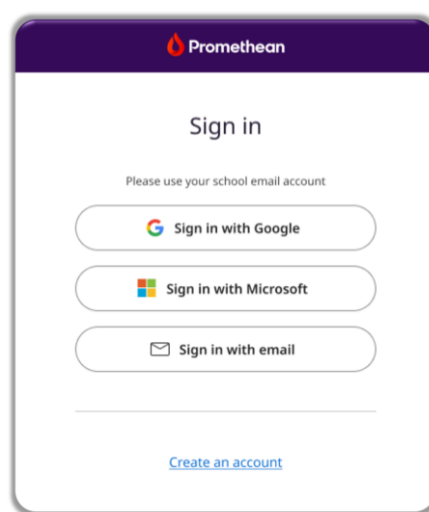 Promethean
Sign in
Please use your school email account
Sign in with Google
Sign in with Microsoft
Sign in with email
Create an account